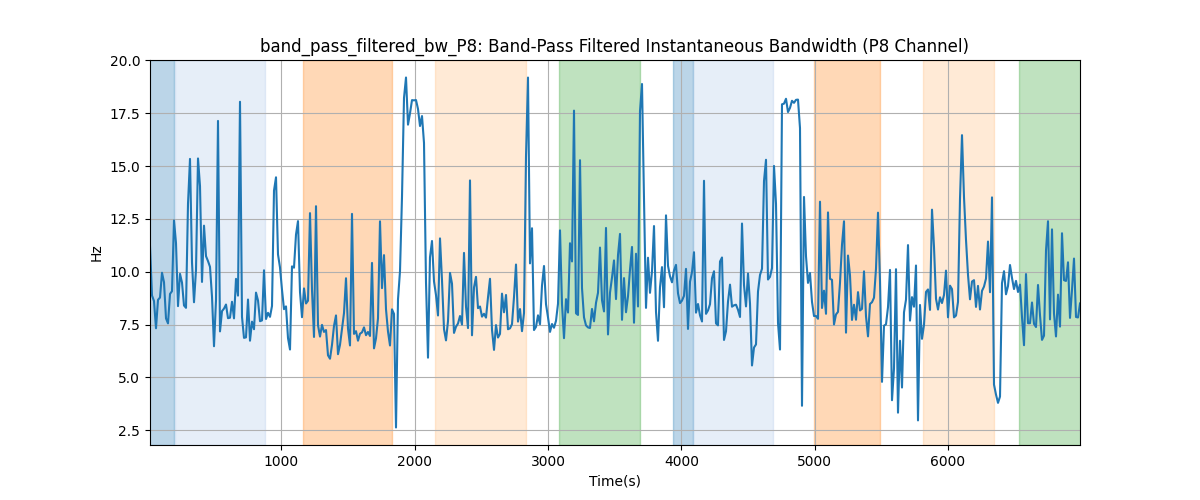 band_pass_filtered_bw_P8: Band-Pass Filtered Instantaneous Bandwidth (P8 Channel)
20.0
17.5
15.0
12.5
10.0
7.5
5.0
2.5
Hz
1000 2000 3000 4000 5000 6000
Time(s)